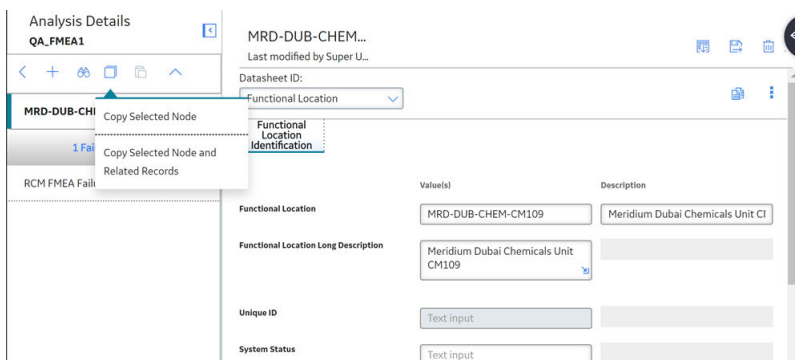 Analysis Details
QA_FMEA1
MRD-DUB-CHEM...
Last modified by Super U...
Datasheet ID:
Functional Location
MRD-DUB-CHI
Copy Selected Node
1 Fai
Copy Selected Node and
Related Records
RCM FMEA Failu
Functional
Location
Identification
Value(s)
Description
Functional Location
MRD-DUB-CHEM-CM109
Meridium Dubai Chemicals Unit CI
Functional Location Long Description
Meridium Dubai Chemicals Unit
CM109
Unique ID
Text input
System Status
Text input